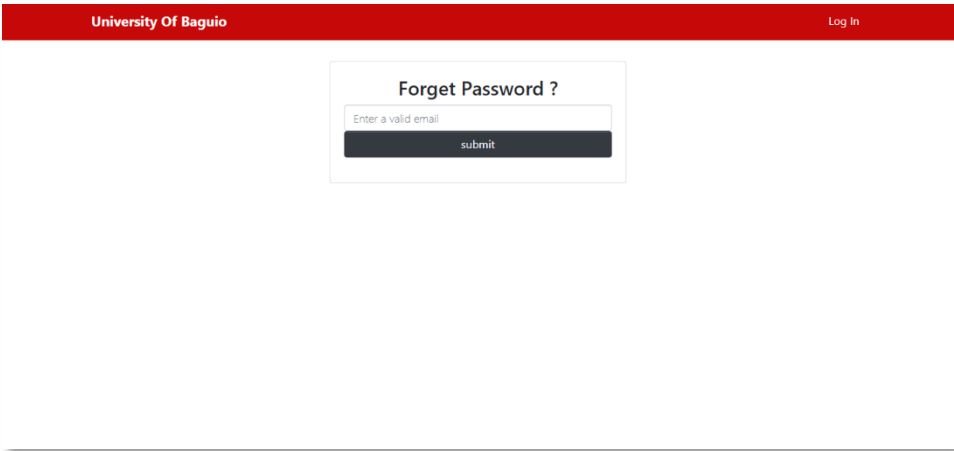 University Of Baguio
Log In
Forget Password ?
Enter a valid email
submit